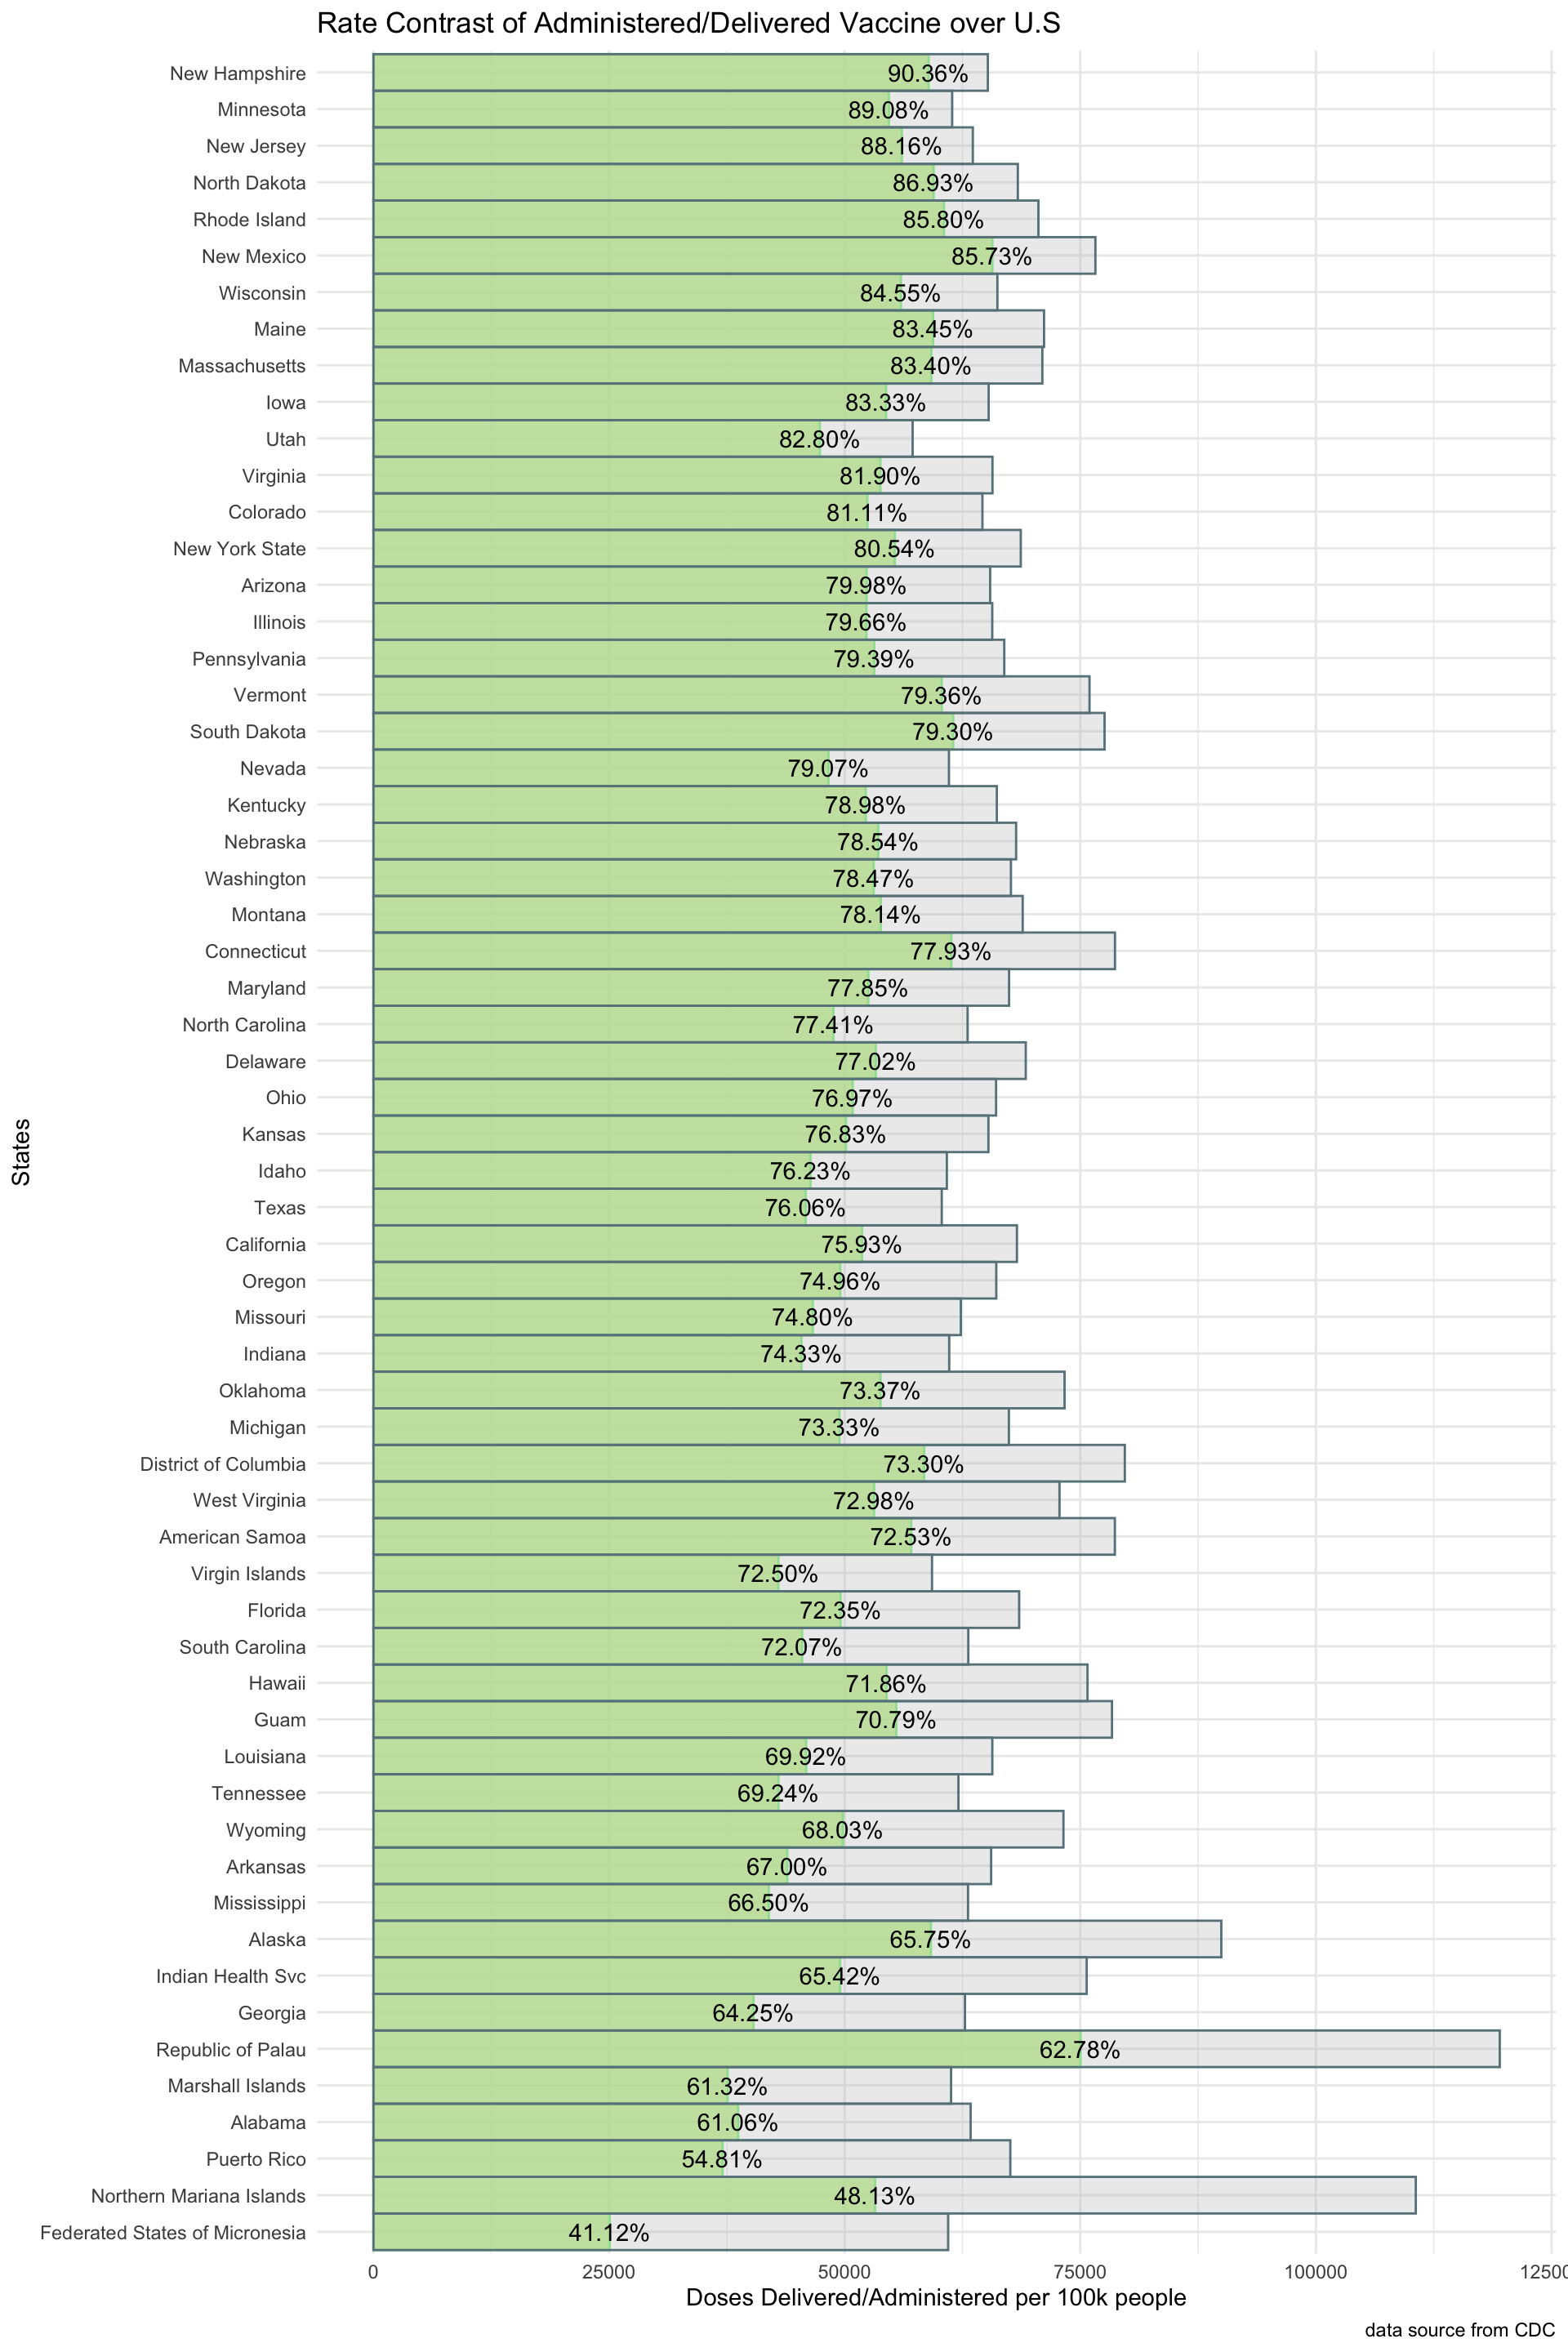 Rate Contrast of Administered/Delivered Vaccine over U.S
New Hampshire 90.36%
Minnesota 89.08%
New Jersey 88.16%
North Dakota 86.93%
Rhode Island 85.80%
New Mexico 85.73%
Wisconsin 84.55%
Maine 83.45%
Massachusetts 83.40%
Iowa 83.33%
Utah 82.80%
Virginia 81.90%
Colorado 81.11%
New York State 80.54%
Arizona 79.98%
Illinois 79.66%
Pennsylvania 79.39%
Vermont 79.36%
South Dakota 79.30%
Nevada 79.07%
Kentucky 78.98%
Nebraska 78.54%
Washington 78.47%
Montana 78.14%
Connecticut 77.93%
Maryland 77.85%
North Carolina 77.41%
Delaware 77.02%
Ohio 76.97%
Kansas 76.83%
States
Idaho 76.23%
Texas 76.06%
California 75.93%
Oregon 74.96%
Missouri 74.80%
Indiana 74.33%
Oklahoma 73.37%
Michigan 73.33%
District of Columbia 73.30%
West Virginia 72.98%
American Samoa 72.53%
Virgin Islands 72.50%
Florida 72.35%
South Carolina 72.07%
Hawaii 71.86%
Guam 70.79%
Louisiana 69.92%
Tennessee 69.24%
Wyoming 68.03%
Arkansas 67.00%
Mississippi 66.50%
Alaska 65.75%
Indian Health Svc 65.42%
Georgia 64.25%
Republic of Palau 62.78%
Marshall Islands 61.32%
Alabama 61.06%
Puerto Rico 54.81%
Northern Mariana Islands 48.13%
Federated States of Micronesia 41.12%
0 25000 50000 75000 100000
Doses Delivered/Administered per 100k people
data source from CDC